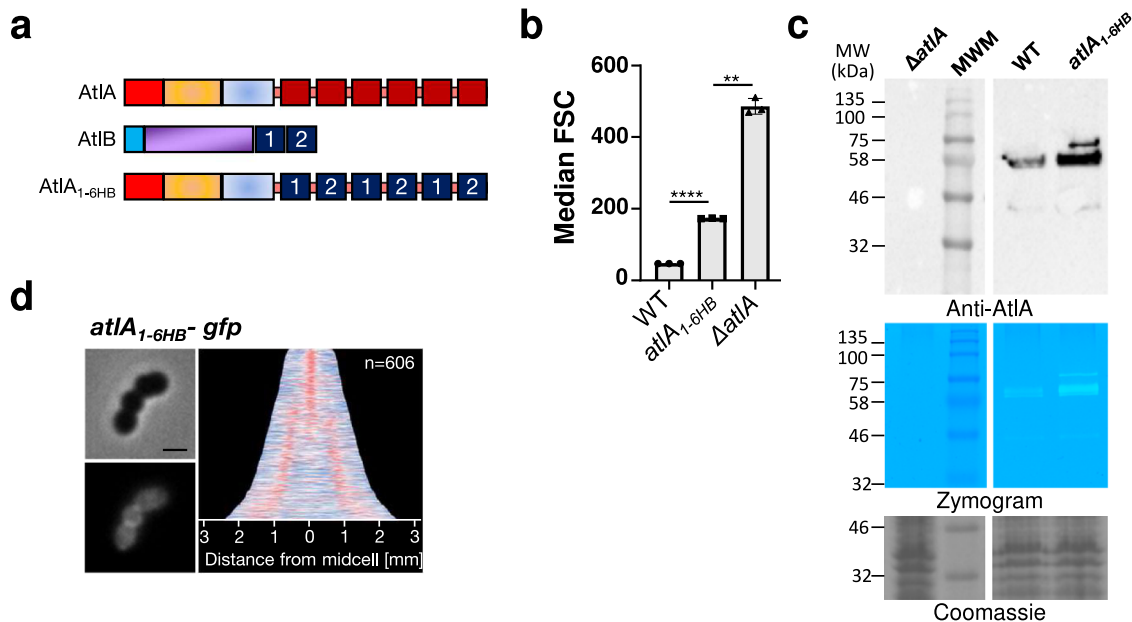 a
AtlA
AtlB
1 2
AtlA1-6HB
1 2 1 2 1 2
b
Median FSC
600
400
200
0
****
**
WT
atlA1-6HB
ΔatlA
c
MW
(kDa)
ΔatlA
MWM
WT
atlA1-6HB
135
100
75
58
46
32
Anti-AtlA
135
100
75
58
46
32
Zymogram
46
32
Coomassie
d
atlA1-6HB- gfp
n=606
3 2 1 0 1 2 3
Distance from midcell [mm]